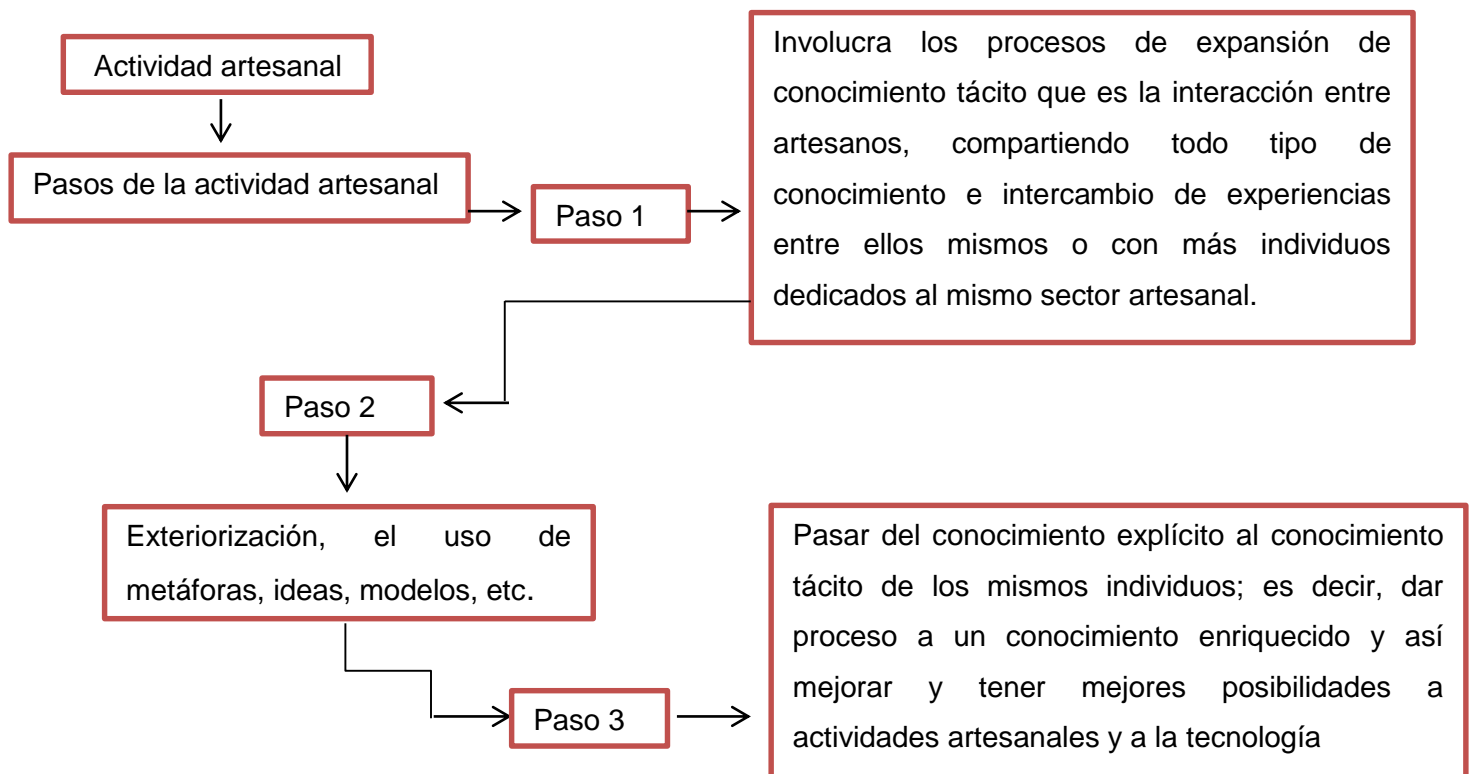 Actividad artesanal
Pasos de la actividad artesanal
Paso 1
Involucra los procesos de expansión de
conocimiento tácito que es la interacción entre
artesanos, compartiendo todo tipo de
conocimiento e intercambio de experiencias
entre ellos mismos o con más individuos
dedicados al mismo sector artesanal.
Paso 2
Exteriorización, el uso de
metáforas, ideas, modelos, etc.
Paso 3
Pasar del conocimiento explícito al conocimiento
tácito de los mismos individuos; es decir, dar
proceso a un conocimiento enriquecido y así
mejorar y tener mejores posibilidades a
actividades artesanales y a la tecnología